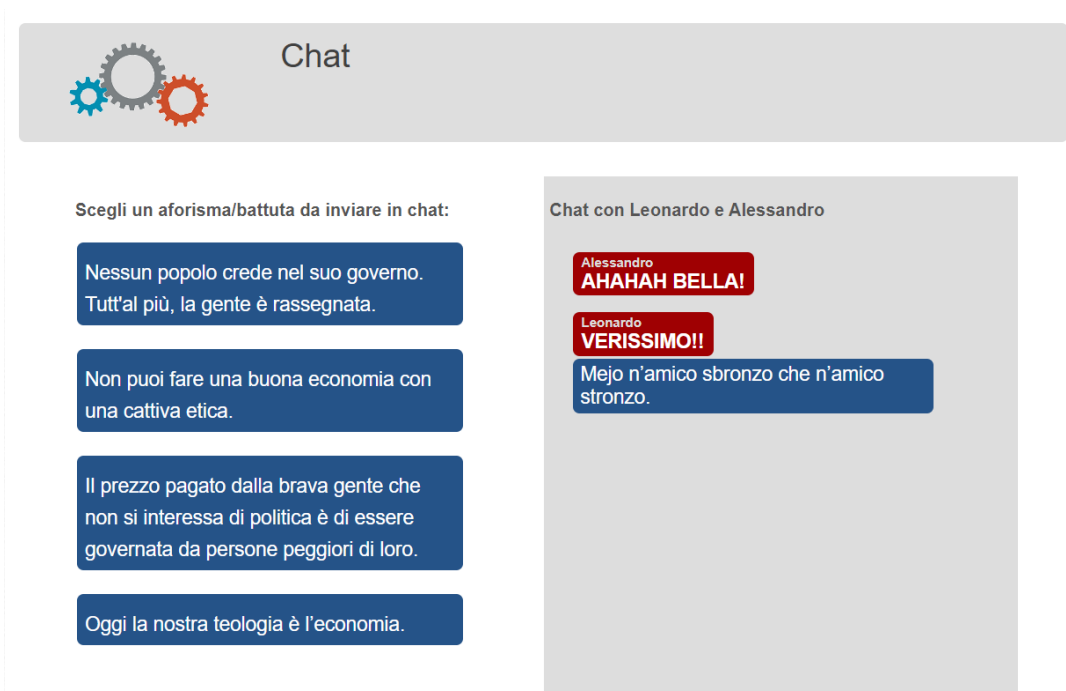 Chat
Scegli un aforisma/battuta da inviare in chat:
Nessun popolo crede nel suo governo.
Tutt'al più, la gente è rassegnata.
Non puoi fare una buona economia con
una cattiva etica.
Il prezzo pagato dalla brava gente che
non si interessa di politica è di essere
governata da persone peggiori di loro.
Oggi la nostra teologia è l’economia.
Chat con Leonardo e Alessandro
Alessandro
AHAHAH BELLA!
Leonardo
VERISSIMO!!
Mejo n’amico sbronzo che n’amico
stronzo.